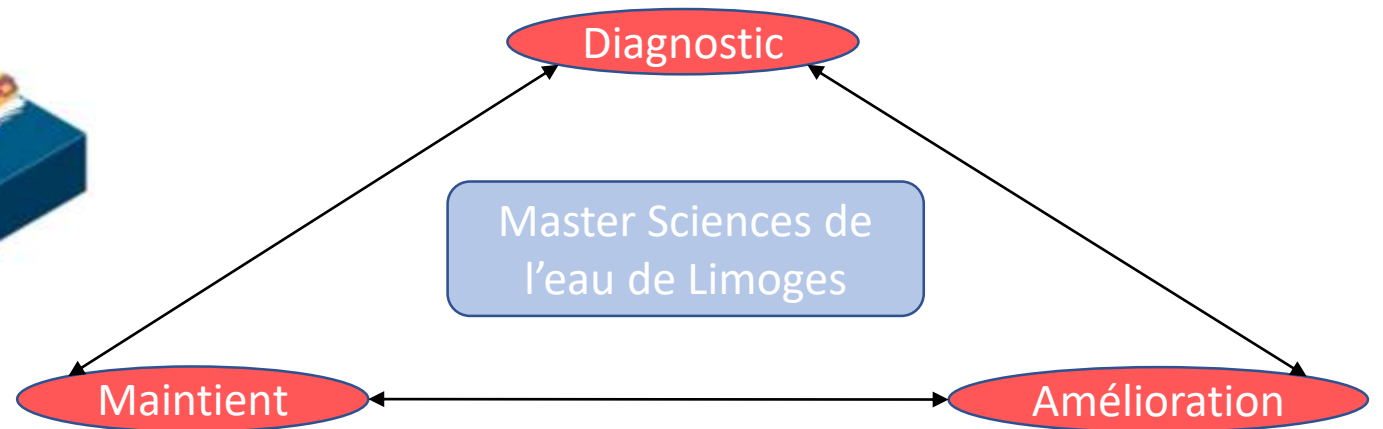 Diagnostic
Master Sciences de
l’eau de Limoges
Maintient
Amélioration